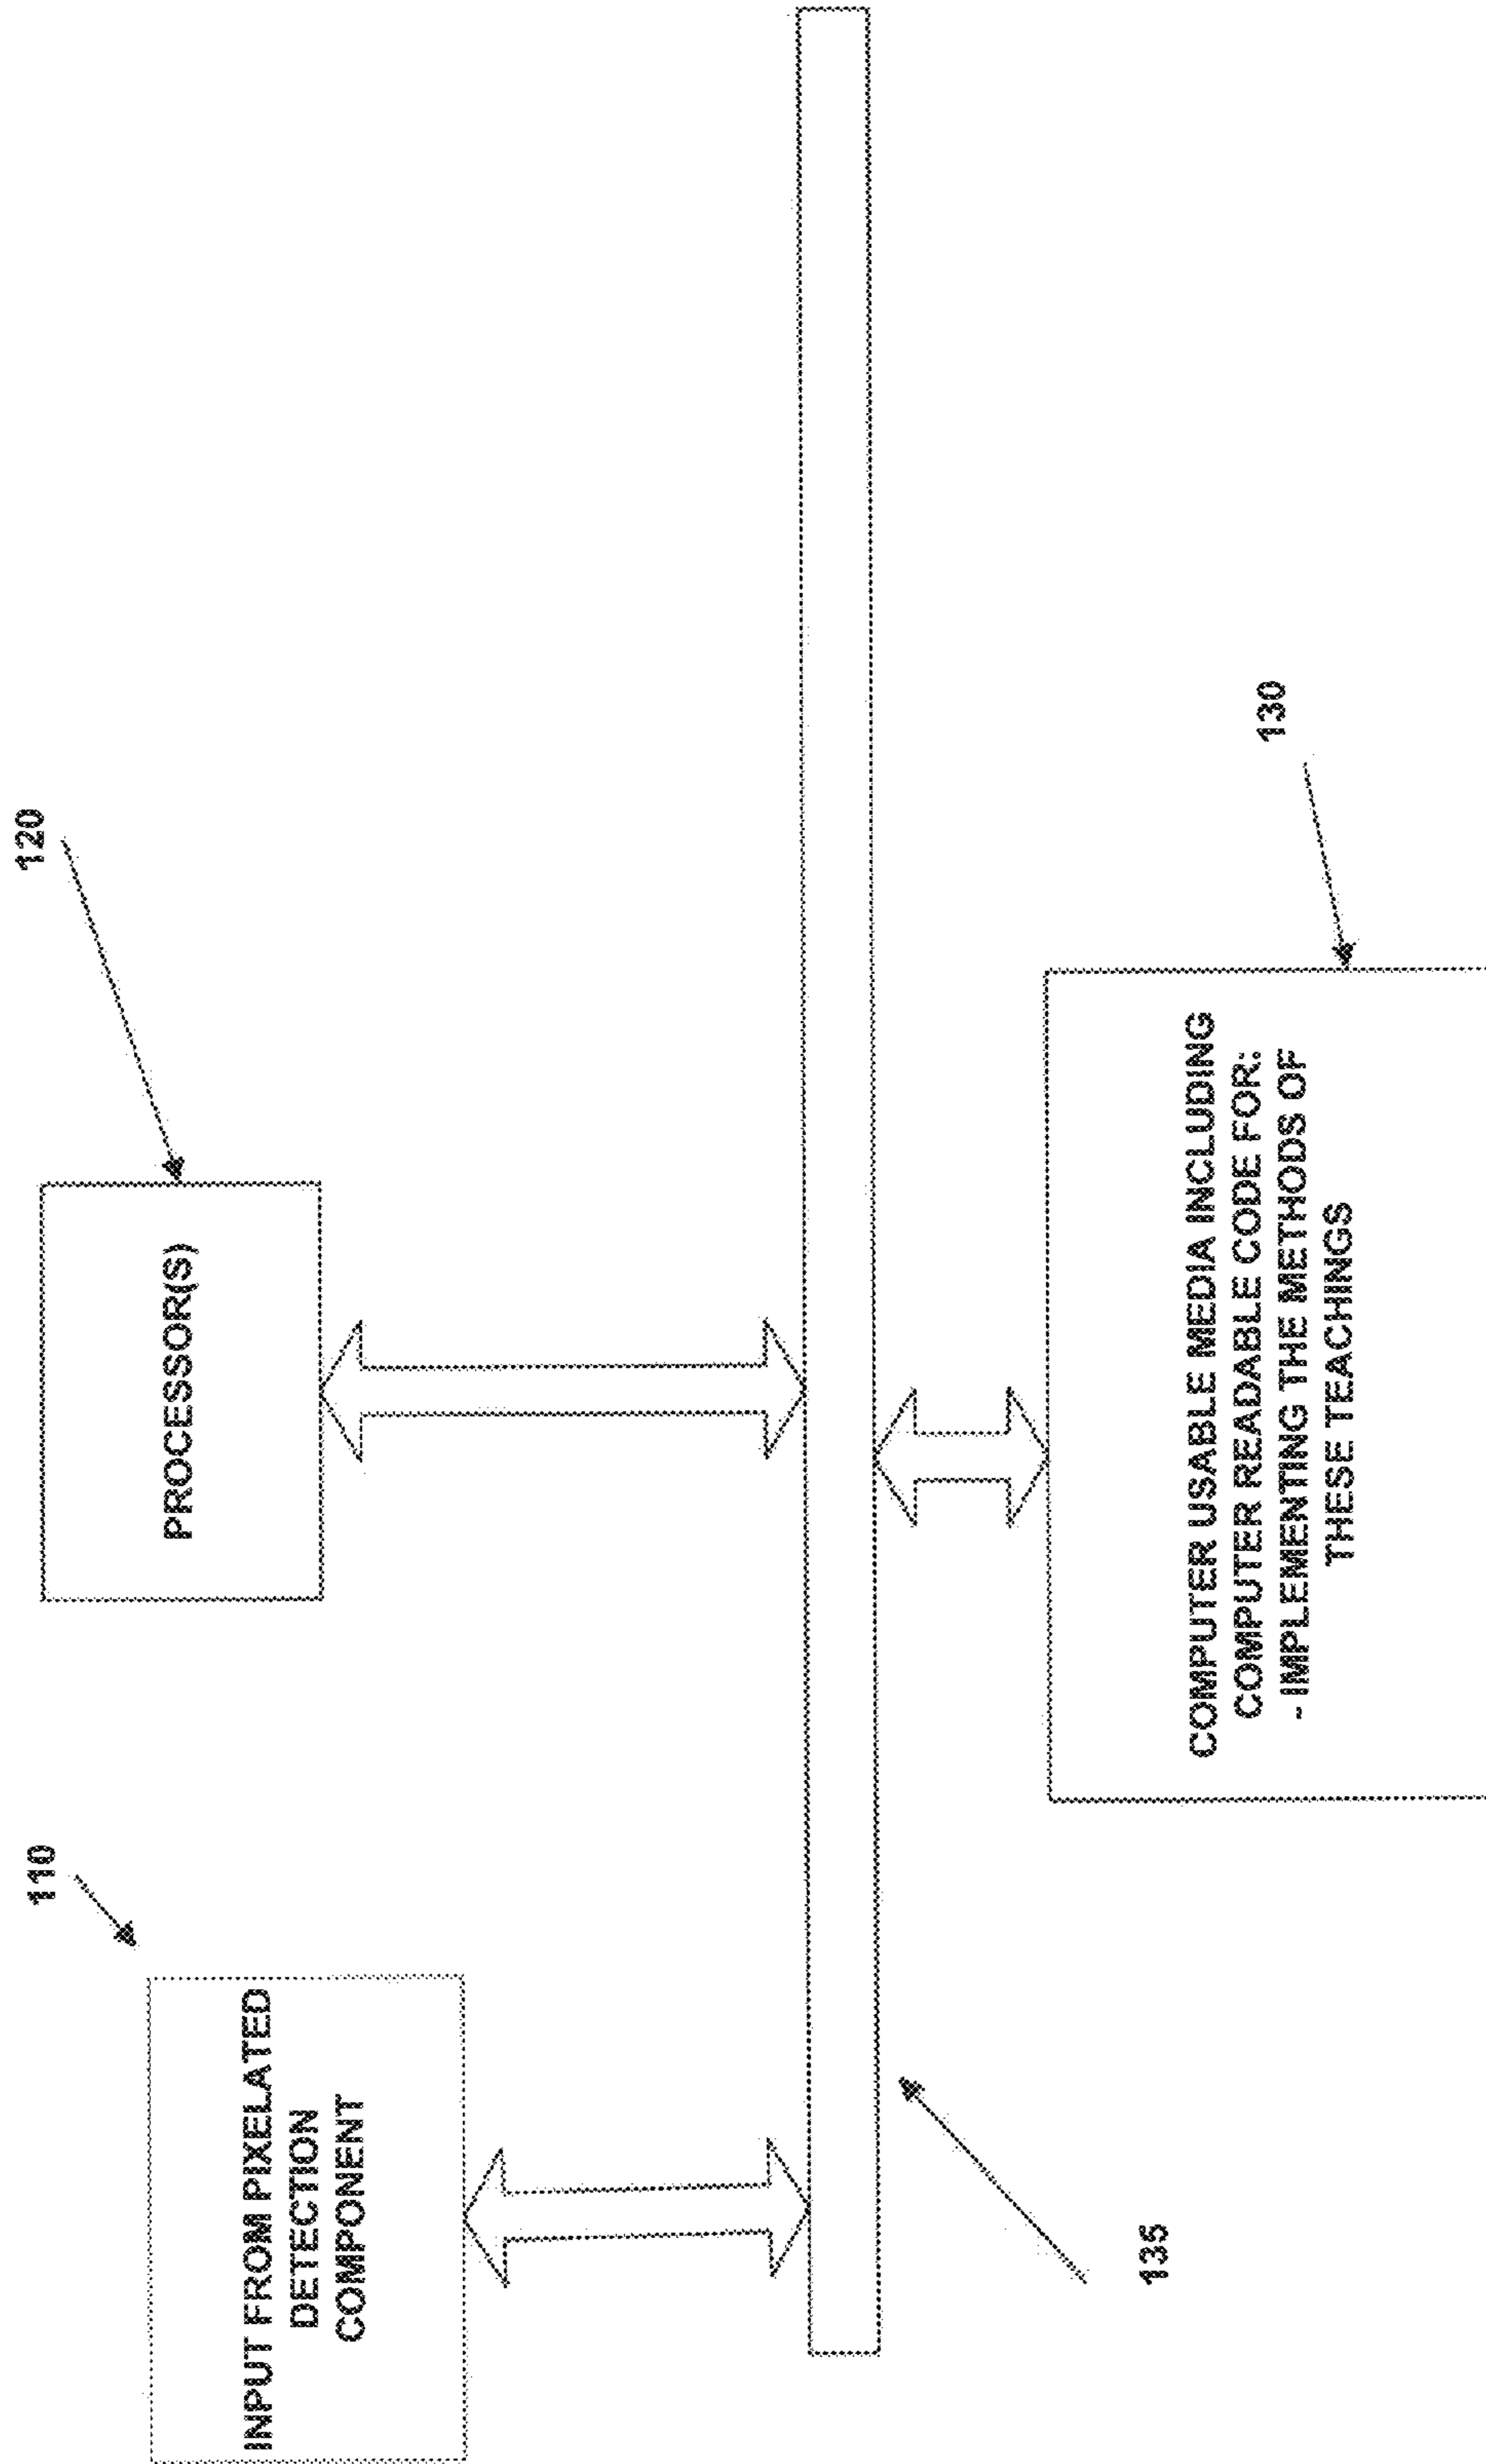 110
INPUT FROM PIXELATED
DETECTION
COMPONENT
120
PROCESSOR(S)
135
130
COMPUTER USABLE MEDIA INCLUDING
COMPUTER READABLE CODE FOR:
- IMPLEMENTING THE METHODS OF
THESE TEACHINGS